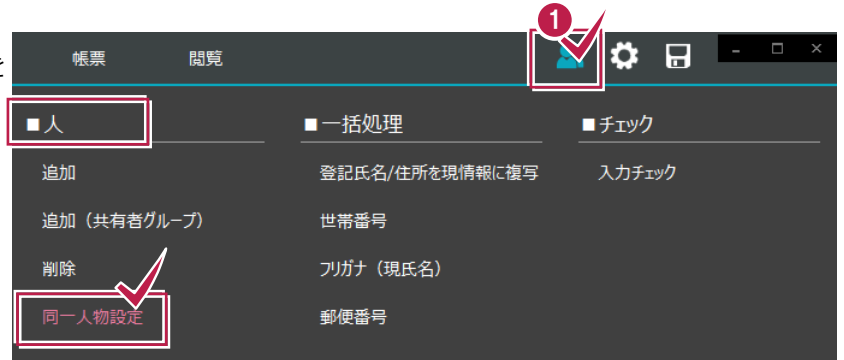 1
を
帳票 閲覧
■人 ■一括処理 ■チェック
追加 登記氏名/住所を現情報に複写 入力チェック
追加（共有者グループ） 世帯番号
削除 フリガナ（現氏名）
同一人物設定 郵便番号